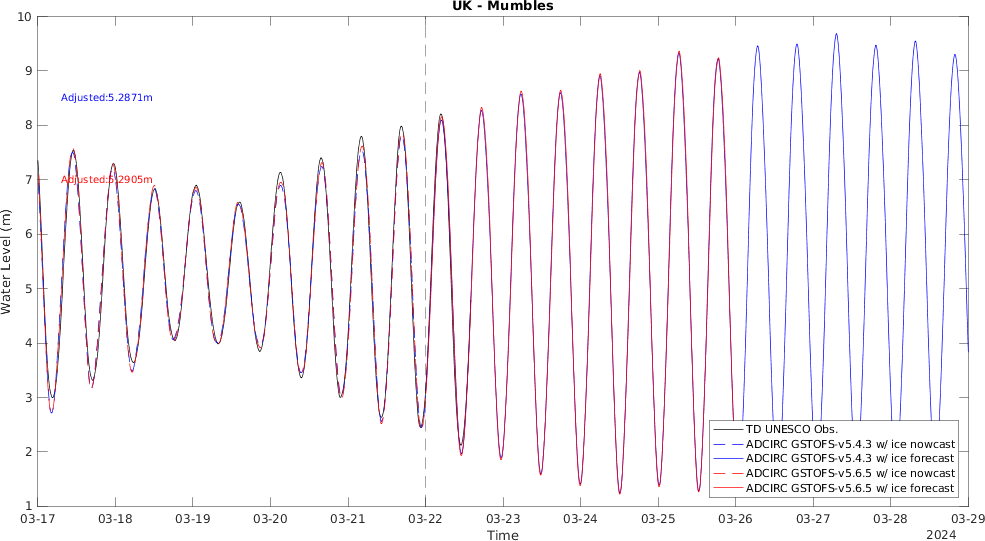 UK - Mumbles
10
9
8
7
6
5
4
3
2
1
Water Level (m)
Adjusted:5.2871m
Adjusted:5.2905m
TD UNESCO Obs.
ADCIRC GSTOFS-v5.4.3 w/ ice nowcast
ADCIRC GSTOFS-v5.4.3 w/ ice forecast
ADCIRC GSTOFS-v5.6.5 w/ ice nowcast
ADCIRC GSTOFS-v5.6.5 w/ ice forecast
03-17 03-18 03-19 03-20 03-21 03-22 03-23 03-24 03-25 03-26 03-27 03-28 03-29
Time
2024